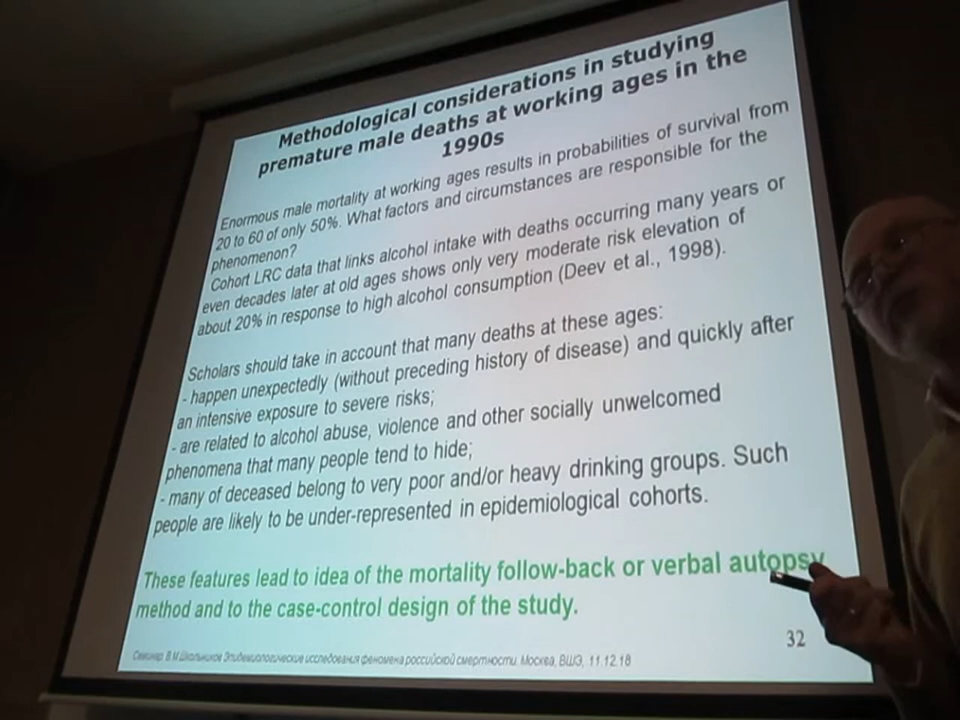 Methodological considerations in studying
premature male deaths at working ages in the
1990s
Enormous male mortality at working ages results in probabilities of survival from
20 to 60 of only 50%. What factors and circumstances are responsible for the
phenomenon?
Cohort LRC data that links alcohol intake with deaths occurring many years or
even decades later at old ages shows only very moderate risk elevation of
about 20% in response to high alcohol consumption (Deev et al., 1998).
Scholars should take in account that many deaths at these ages:
- happen unexpectedly (without preceding history of disease) and quickly after
an intensive exposure to severe risks;
- are related to alcohol abuse, violence and other socially unwelcomed
phenomena that many people tend to hide;
- many of deceased belong to very poor and/or heavy drinking groups. Such
people are likely to be under-represented in epidemiological cohorts.
These features lead to idea of the mortality follow-back or verbal autopsy
method and to the case-control design of the study.
Семинар. В.М.Школьников Эпидемиологические исследования феномена российской смертности. Москва, ВШЭ, 11.12.18
32